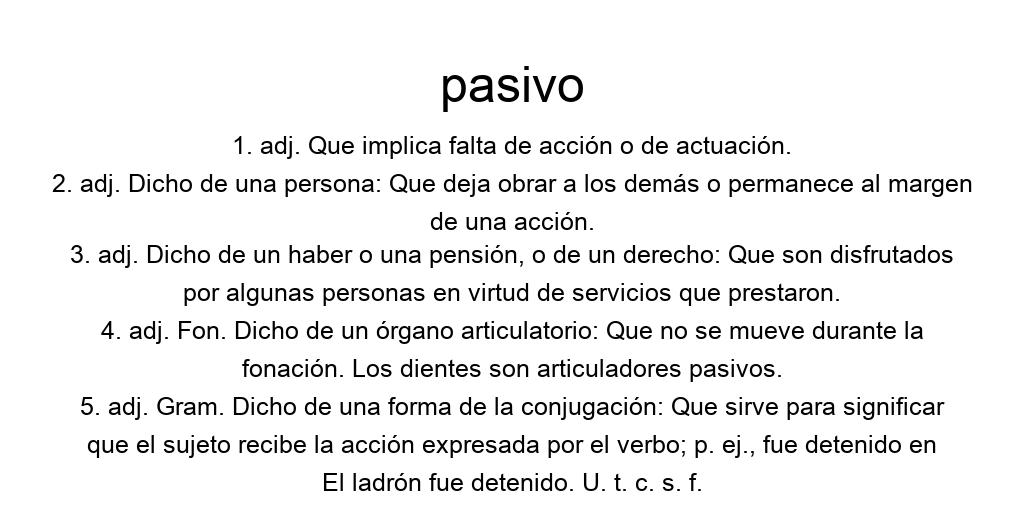 pasivo
1. adj. Que implica falta de acción o de actuación.
2. adj. Dicho de una persona: Que deja obrar a los demás o permanece al margen
de una acción.
3. adj. Dicho de un haber o una pensión, o de un derecho: Que son disfrutados
por algunas personas en virtud de servicios que prestaron.
4. adj. Fon. Dicho de un órgano articulatorio: Que no se mueve durante la
fonación. Los dientes son articuladores pasivos.
5. adj. Gram. Dicho de una forma de la conjugación: Que sirve para significar
que el sujeto recibe la acción expresada por el verbo; p. ej., fue detenido en
El ladrón fue detenido. U. t. c. s. f.